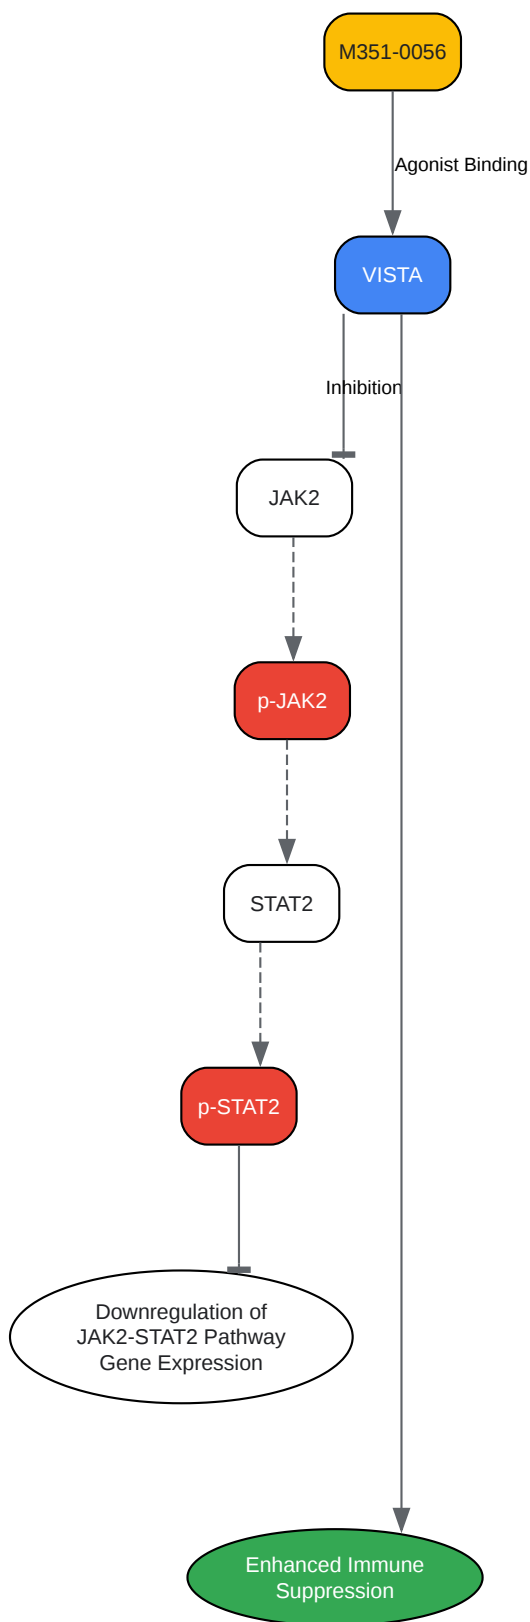 M351-0056
Agonist Binding
VISTA
Inhibition
JAK2
p-JAK2
STAT2
p-STAT2
Downregulation of
JAK2-STAT2 Pathway
Gene Expression
Enhanced Immune
Suppression